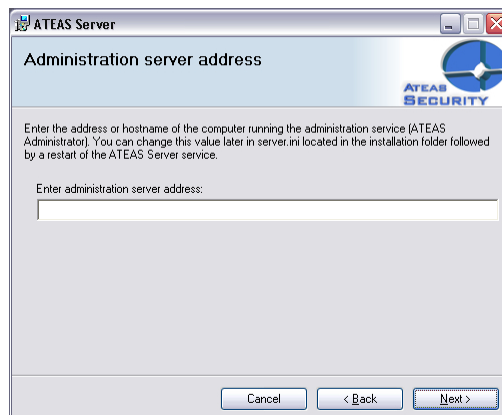 ATEAS Server
Administration server address
ATEAS
SECURITY
Enter the address or hostname of the computer running the administration service (ATEAS
Administrator). You can change this value later in server.ini located in the installation folder followed
by a restart of the ATEAS Server service.
Enter administration server address:
Cancel
< Back
Next >